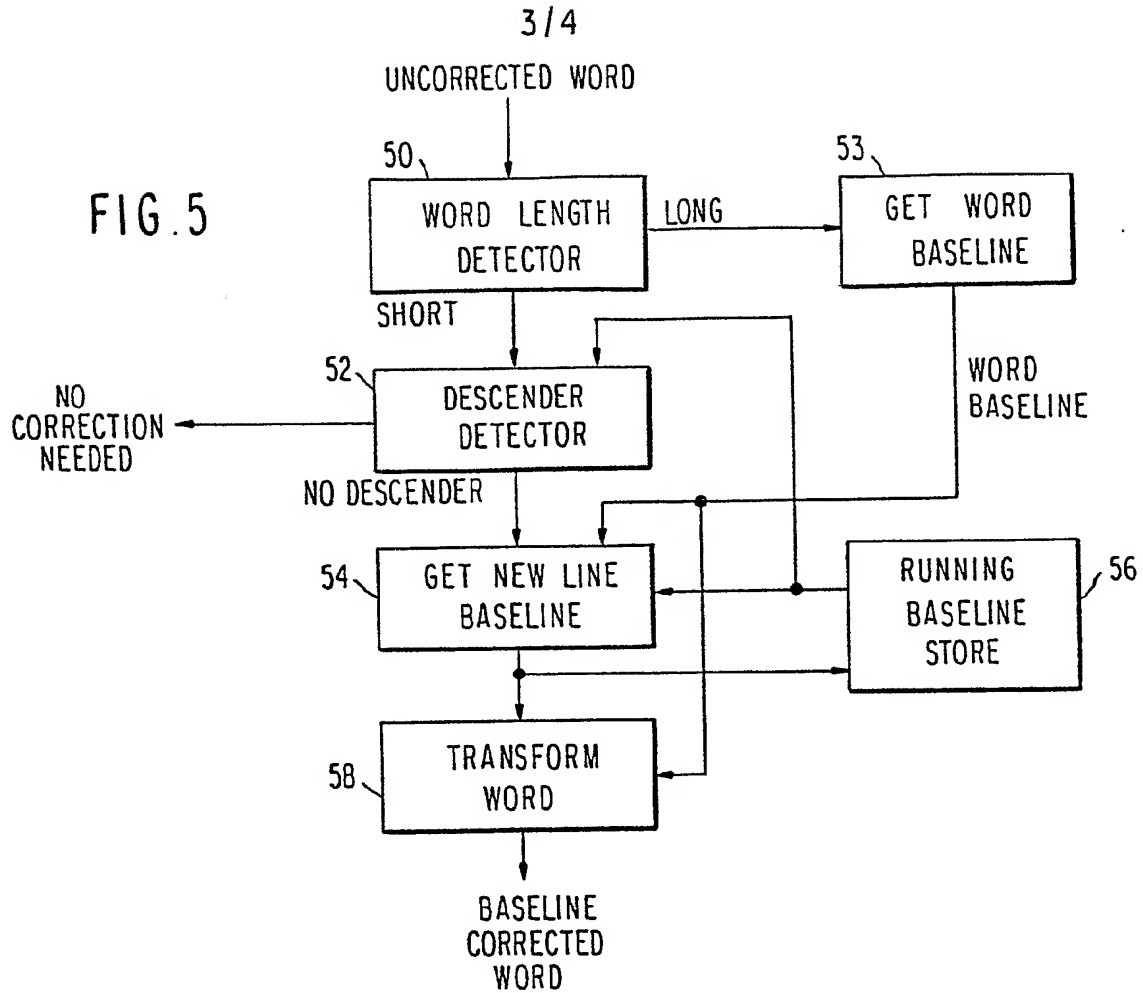 3/4
UNCORRECTED WORD
FIG. 5
50
WORD LENGTH
DETECTOR
LONG
53
GET WORD
BASELINE
SHORT
52
DESCENDER
DETECTOR
NO
CORRECTION
NEEDED
WORD
BASELINE
NO DESCENDER
54
GET NEW LINE
BASELINE
RUNNING
BASELINE
STORE
56
58
TRANSFORM
WORD
BASELINE
CORRECTED
WORD